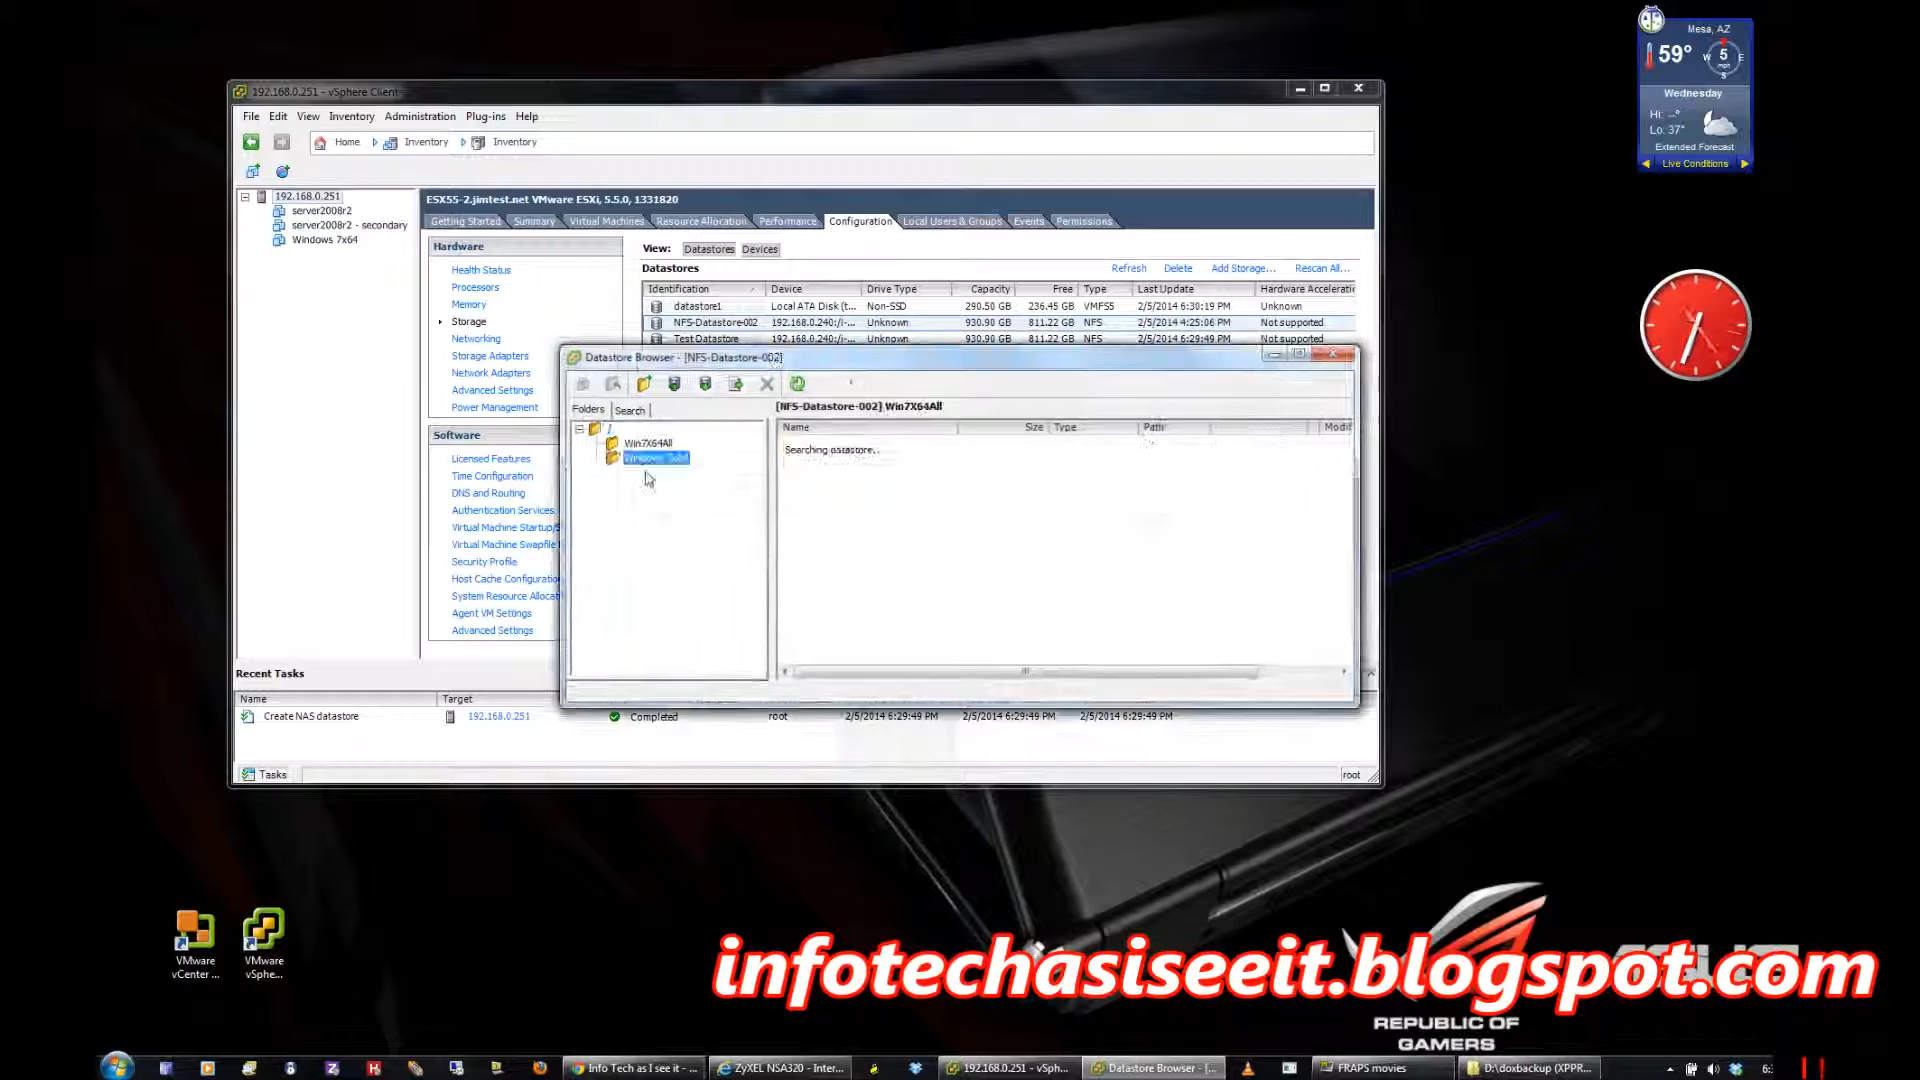 Mesa, AZ
59°
W 5 E
mph
S
Wednesday
Hi: --°
Lo: 37°
Extended Forecast
Live Conditions
192.168.0.251 - vSphere Client
File Edit View Inventory Administration Plug-ins Help
Home Inventory Inventory
192.168.0.251
server2008r2
server2008r2 - secondary
Windows 7x64
ESX55-2.jimtest.net VMware ESXi, 5.5.0, 1331820
Getting Started Summary Virtual Machines Resource Allocation Performance Configuration Local Users & Groups Events Permissions
Hardware
Health Status
Processors
Memory
Storage
Networking
Storage Adapters
Network Adapters
Advanced Settings
Power Management
Software
Licensed Features
Time Configuration
DNS and Routing
Authentication Services
Virtual Machine Startup/S
Virtual Machine Swapfile
Security Profile
Host Cache Configuratio
System Resource Allocat
Agent VM Settings
Advanced Settings
View: Datastores Devices
Datastores Refresh Delete Add Storage... Rescan All...
Identification Device Drive Type Capacity Free Type Last Update Hardware Acceleratio
datastore1 Local ATA Disk (t... Non-SSD 290.50 GB 236.45 GB VMFS5 2/5/2014 6:30:19 PM Unknown
NFS-Datastore-002 192.168.0.240:/i-... Unknown 930.90 GB 811.22 GB NFS 2/5/2014 4:25:06 PM Not supported
Test Datastore 192.168.0.240:/i-... Unknown 930.90 GB 811.22 GB NFS 2/5/2014 6:29:49 PM Not supported
Datastore Browser - [NFS-Datastore-002]
Folders Search
/
Win7X64All
[NFS-Datastore-002] Win7X64All
Name Size Type Path Modif
Searching datastore...
Recent Tasks
Name Target
Create NAS datastore 192.168.0.251 Completed root 2/5/2014 6:29:49 PM 2/5/2014 6:29:49 PM 2/5/2014 6:29:49 PM
Tasks root
VMware vCenter ...
VMware vSphe...
infotechasiseeit.blogspot.com
REPUBLIC OF
GAMERS
Info Tech as I see it - ... ZyXEL NSA320 - Inter... 192.168.0.251 - vSph... Datastore Browser - [... FRAPS movies D:\doxbackup (XPPR... 6: